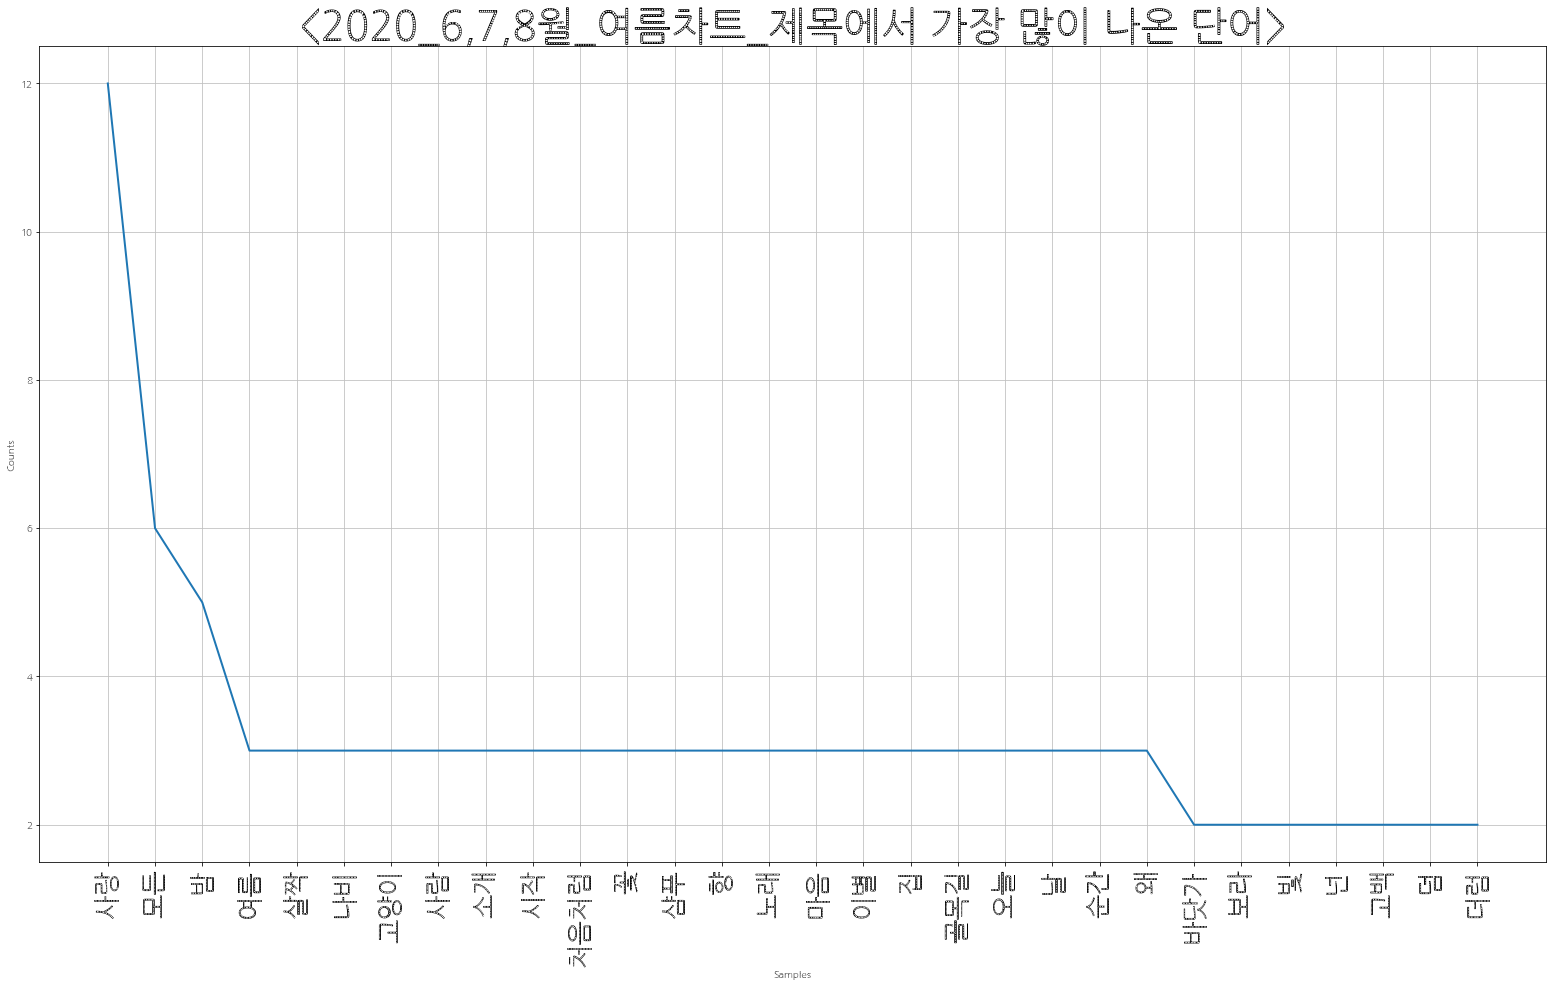 <2020_6,7,8월_여름차트_제목에서 가장 많이 나온 단어>
12
10
8
6
4
2
Counts
사랑
모든
밤
여름
살짝
나비
고양이
사람
소개
시작
처음처럼
꽃
샴푸
향
노래
마음
이별
집
골목길
오늘
날
순간
왜
바닷가
보라
빛
넌
고백
덤
더럼
Samples